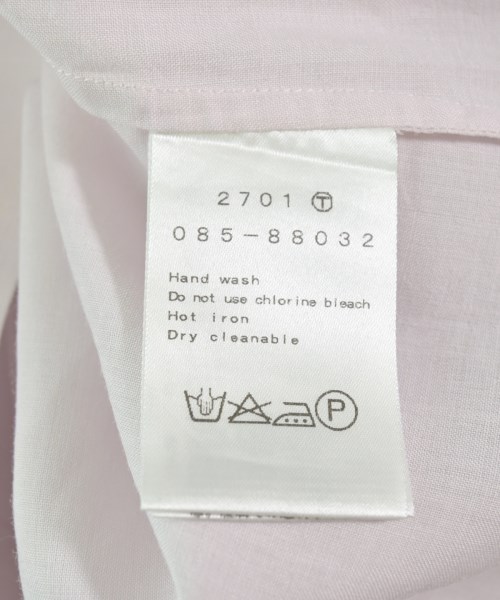 2701 Ⓣ
085-88032
Hand wash
Do not use chlorine bleach
Hot iron
Dry cleanable
P